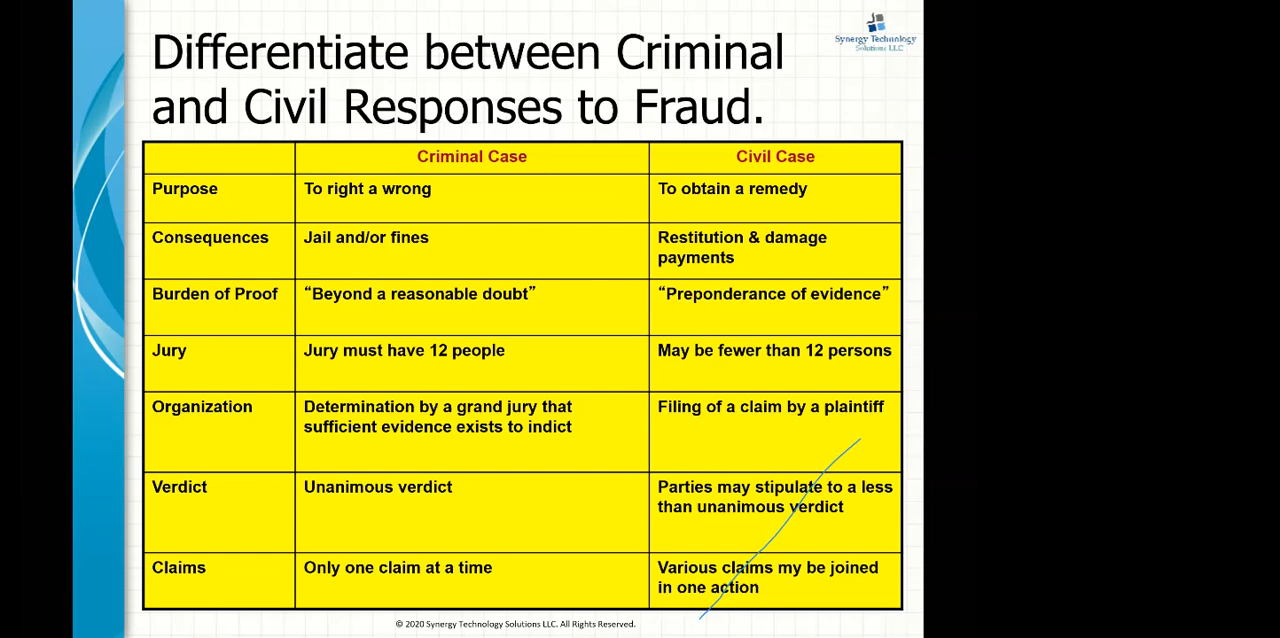 Synergy Technology
Solutions LLC
Differentiate between Criminal
and Civil Responses to Fraud.
Criminal Case
Civil Case
Purpose
To right a wrong
To obtain a remedy
Consequences
Jail and/or fines
Restitution & damage
payments
Burden of Proof
“Beyond a reasonable doubt”
“Preponderance of evidence”
Jury
Jury must have 12 people
May be fewer than 12 persons
Organization
Determination by a grand jury that
sufficient evidence exists to indict
Filing of a claim by a plaintiff
Verdict
Unanimous verdict
Parties may stipulate to a less
than unanimous verdict
Claims
Only one claim at a time
Various claims my be joined
in one action
© 2020 Synergy Technology Solutions LLC. All Rights Reserved.